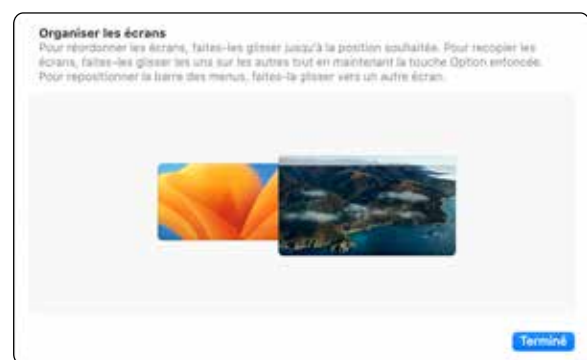 Organiser les écrans
Pour réordonner les écrans, faites-les glisser jusqu'à la position souhaitée. Pour recopier les
écrans, faites-les glisser les uns sur les autres tout en maintenant la touche Option enfoncée.
Pour repositionner la barre des menus, faites-la glisser vers un autre écran.
Terminé